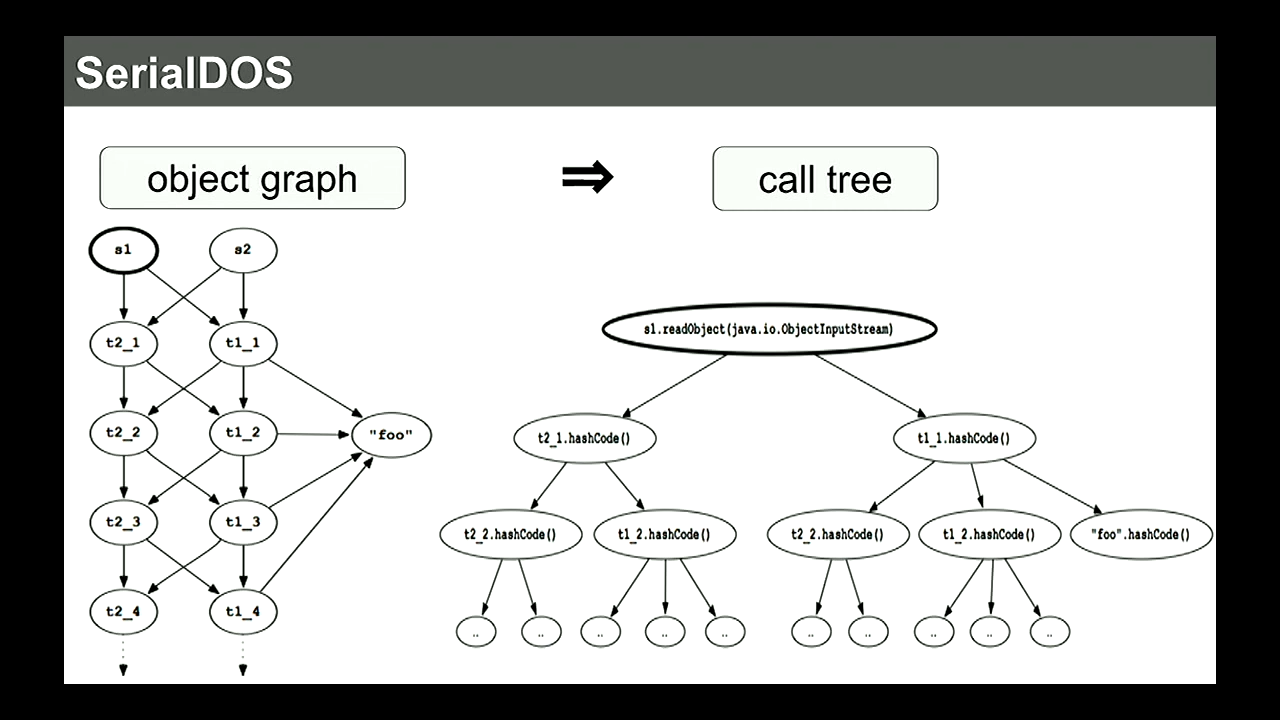 SerialDOS
object graph
⇒
call tree
s1
s2
t2_1
t1_1
t2_2
t1_2
"foo"
t2_3
t1_3
t2_4
t1_4
s1.readObject(java.io.ObjectInputStream)
t2_1.hashCode()
t1_1.hashCode()
t2_2.hashCode()
t1_2.hashCode()
t2_2.hashCode()
t1_2.hashCode()
"foo".hashCode()
..
..
..
..
..
..
..
..
..
..